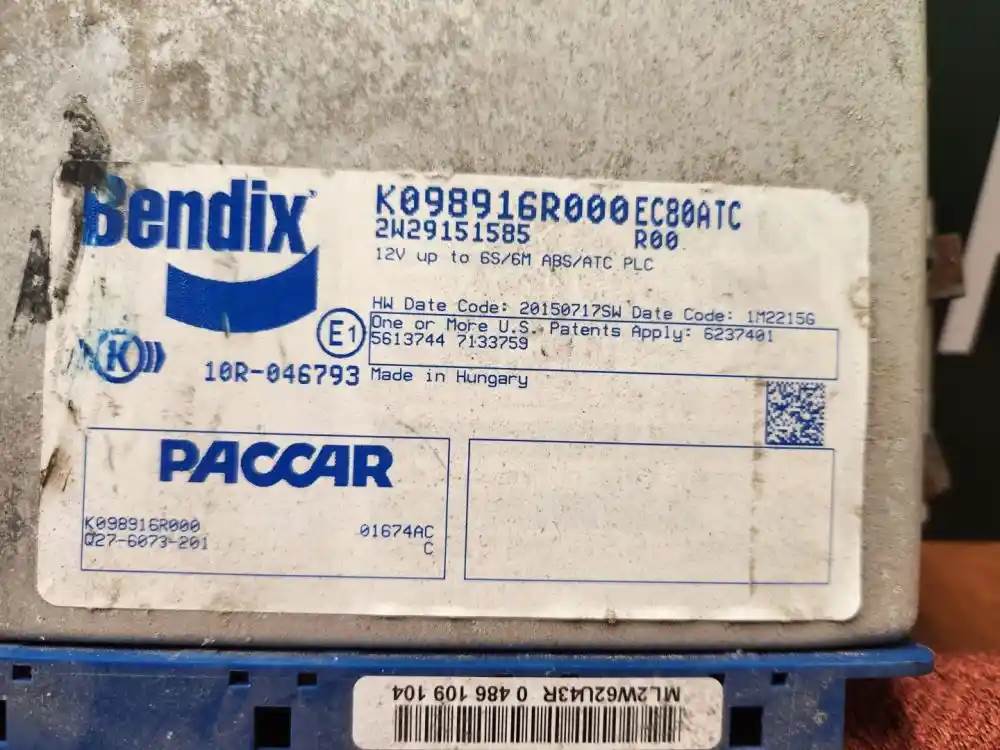 Bendix
K098916R000 EC80ATC
2W29151585 R00
12V up to 6S/6M ABS/ATC PLC
HW Date Code: 20150717SW Date Code: 1M2215G
One or More U.S. Patents Apply: 6237401
5613744 7133759
E1
K
10R-046793
Made in Hungary
PACCAR
K098916R000 01674AC
Q27-6073-201 C
ML2W62U43R 0 486 109 104